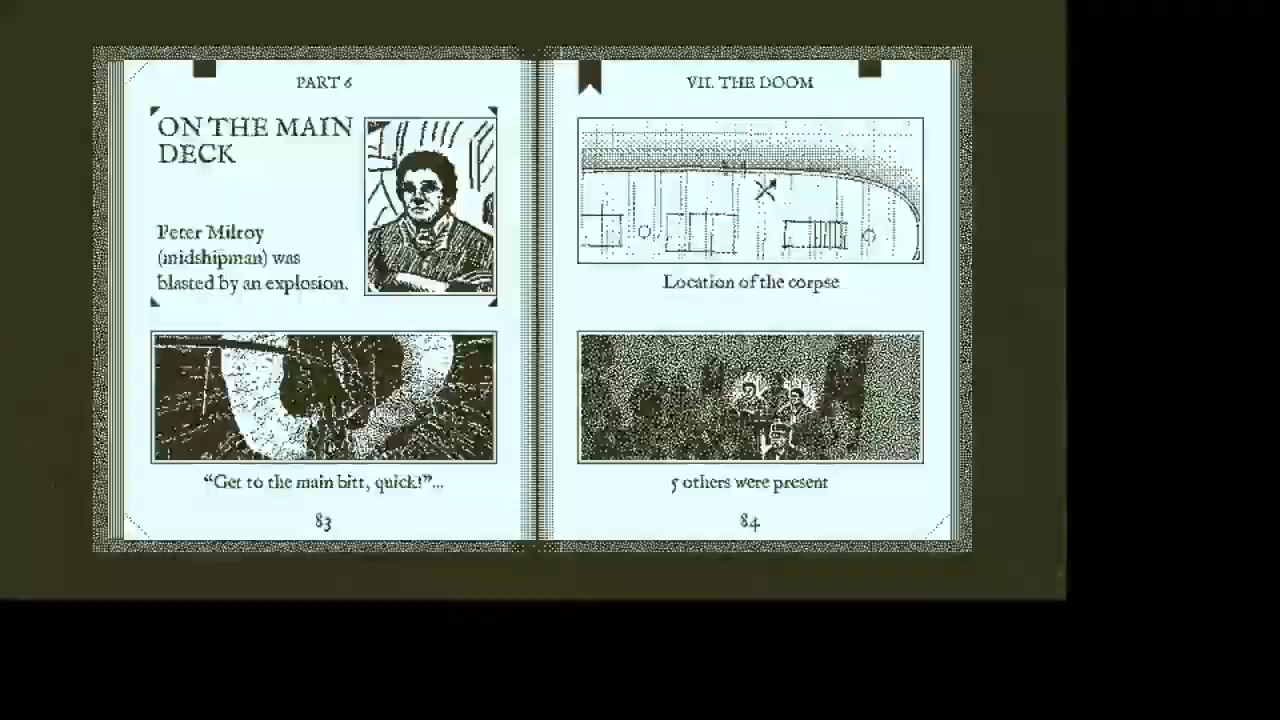 PART 6
ON THE MAIN
DECK
Peter Milroy
(midshipman) was
blasted by an explosion.
"Get to the main bitt, quick!"...
83
VII. THE DOOM
Location of the corpse
5 others were present
84